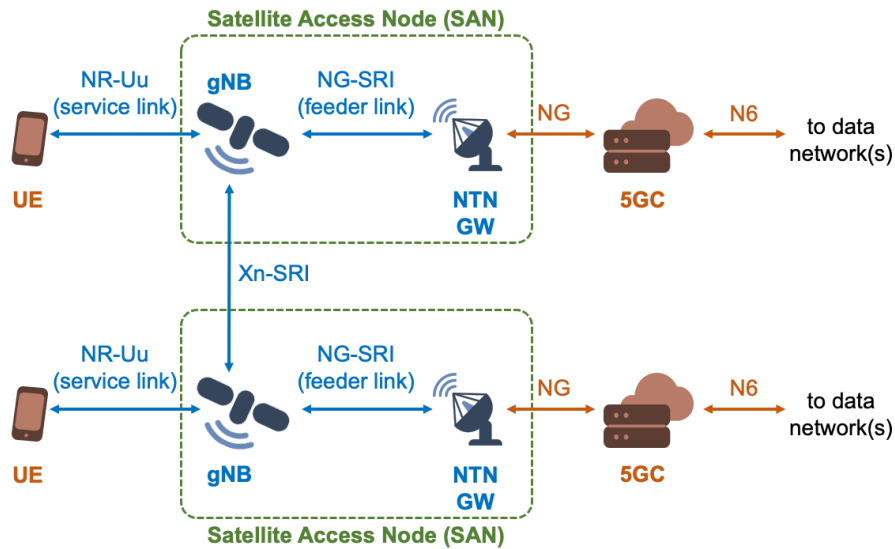 Satellite Access Node (SAN)
NR-Uu
(service link)
gNB
NG-SRI
(feeder link)
NG
N6
to data
network(s)
UE
NTN
GW
5GC
Xn-SRI
NR-Uu
(service link)
NG-SRI
(feeder link)
NG
N6
to data
network(s)
UE
gNB
NTN
GW
5GC
Satellite Access Node (SAN)